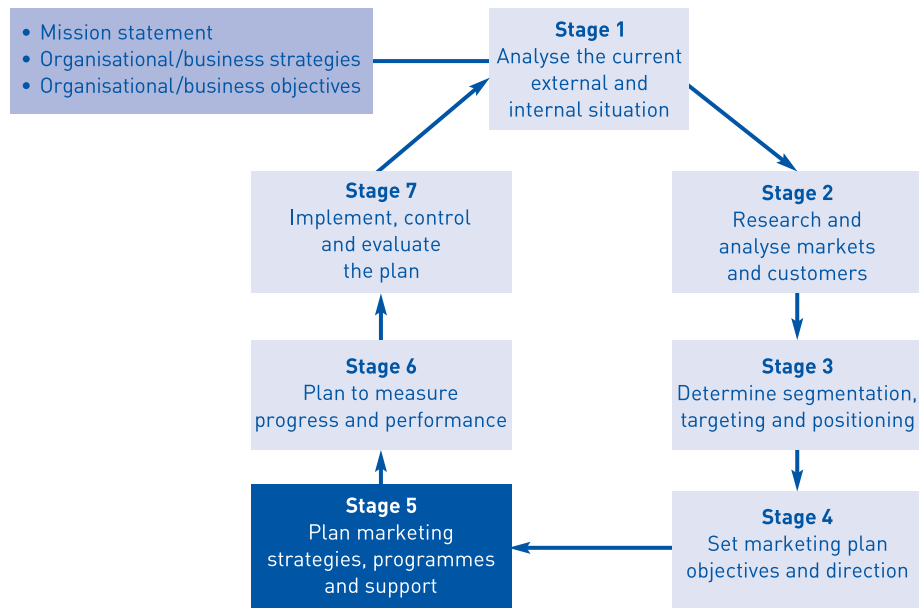 • Mission statement
• Organisational/business strategies
• Organisational/business objectives
Stage 1
Analyse the current
external and
internal situation
Stage 2
Research and
analyse markets
and customers
Stage 3
Determine segmentation,
targeting and positioning
Stage 4
Set marketing plan
objectives and direction
Stage 5
Plan marketing
strategies, programmes
and support
Stage 6
Plan to measure
progress and performance
Stage 7
Implement, control
and evaluate
the plan